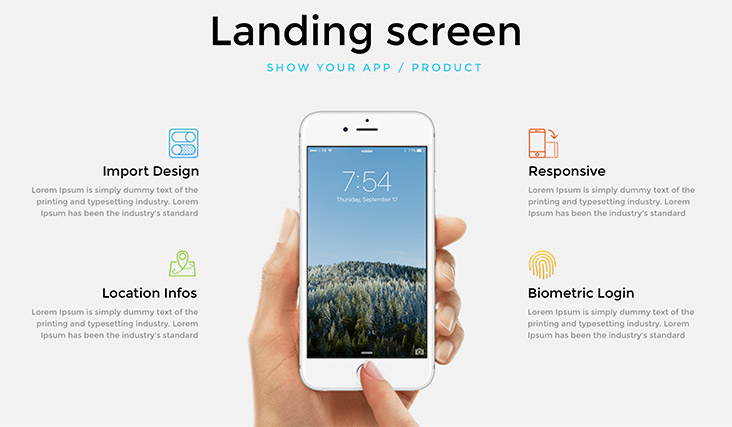 Landing screen
SHOW YOUR APP / PRODUCT
Import Design
Lorem Ipsum is simply dummy text of the
printing and typesetting industry. Lorem
Ipsum has been the industry's standard
Location Infos
Lorem Ipsum is simply dummy text of the
printing and typesetting industry. Lorem
Ipsum has been the industry's standard
7:54
Thursday, September 17
Responsive
Lorem Ipsum is simply dummy text of the
printing and typesetting industry. Lorem
Ipsum has been the industry's standard
Biometric Login
Lorem Ipsum is simply dummy text of the
printing and typesetting industry. Lorem
Ipsum has been the industry's standard